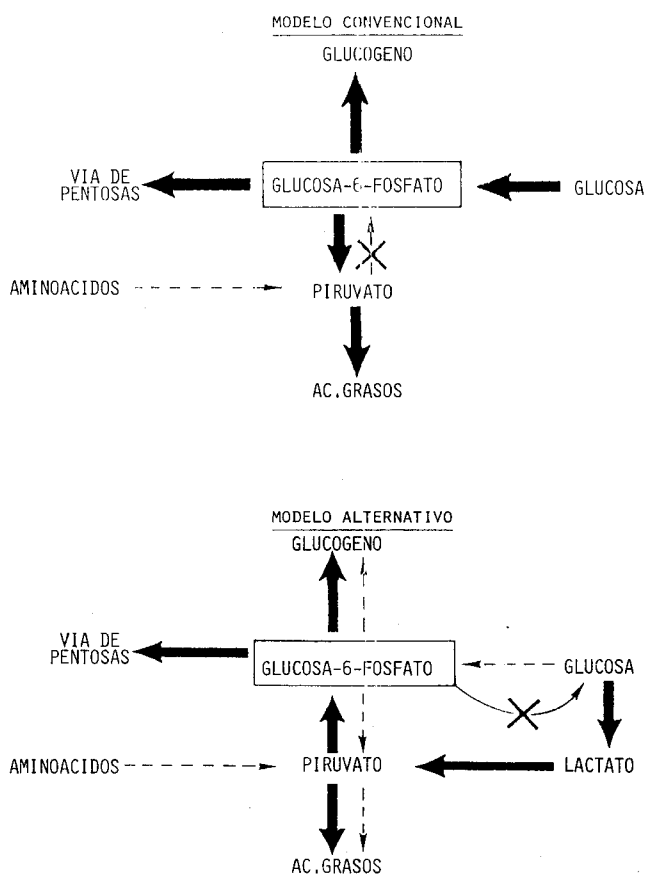 MODELO CONVENCIONAL
GLUCOGENO
VIA DE
PENTOSAS
GLUCOSA-6-FOSFATO
GLUCOSA
AMINOACIDOS
PIRUVATO
AC.GRASOS
MODELO ALTERNATIVO
GLUCOGENO
VIA DE
PENTOSAS
GLUCOSA-6-FOSFATO
GLUCOSA
AMINOACIDOS
PIRUVATO
LACTATO
AC.GRASOS